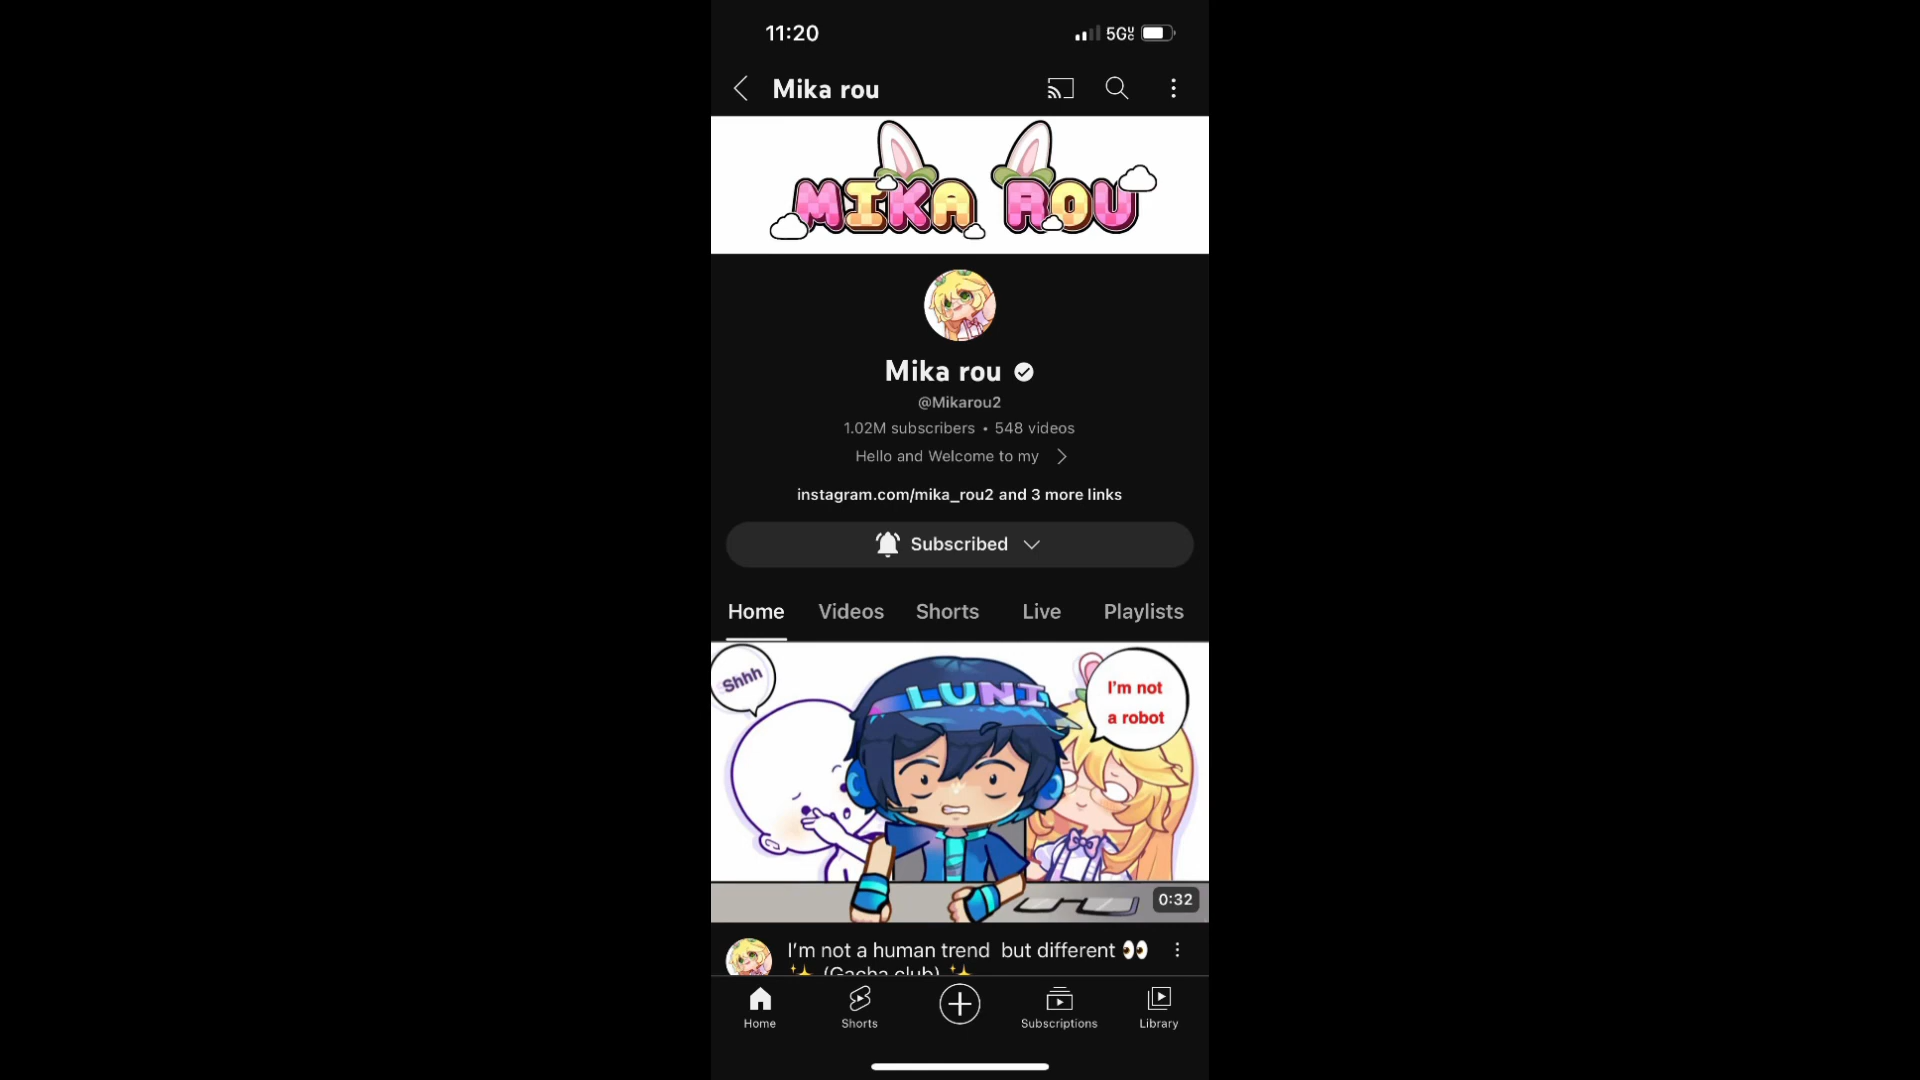 11:20
5G
Mika rou
MIKA ROU
Mika rou
@Mikarou2
1.02M subscribers • 548 videos
Hello and Welcome to my
instagram.com/mika_rou2 and 3 more links
Subscribed
Home Videos Shorts Live Playlists
Shhh
LUNI
I'm not
a robot
0:32
I'm not a human trend but different 👀
✨ (Gacha club) ✨
Home Shorts Subscriptions Library